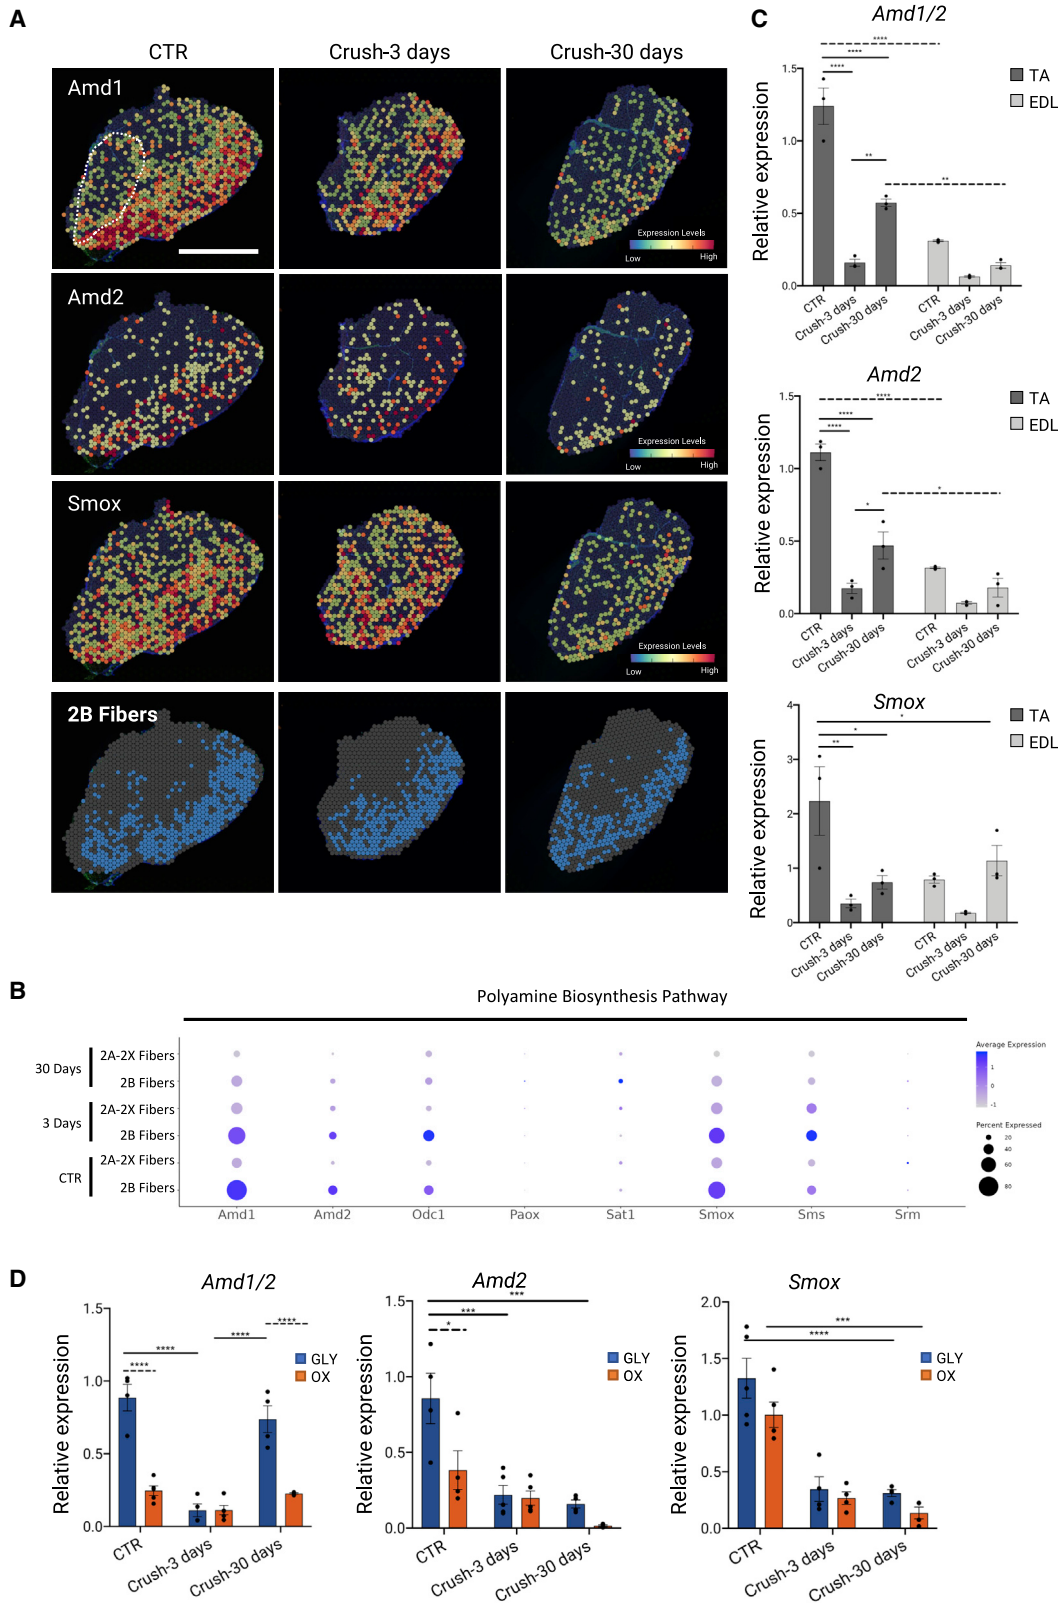 A
CTR
Crush-3 days
Crush-30 days
Amd1
Expression Levels
Low
High
Amd2
Expression Levels
Low
High
Smox
Expression Levels
Low
High
2B Fibers
C
Amd1/2
Relative expression
1.5
1.0
0.5
0.0
****
****
****
**
**
TA
EDL
CTR
Crush-3 days
Crush-30 days
CTR
Crush-3 days
Crush-30 days
Amd2
Relative expression
1.5
1.0
0.5
0.0
****
****
****
*
*
TA
EDL
CTR
Crush-3 days
Crush-30 days
CTR
Crush-3 days
Crush-30 days
Smox
Relative expression
4
3
2
1
0
*
*
**
TA
EDL
CTR
Crush-3 days
Crush-30 days
CTR
Crush-3 days
Crush-30 days
B
Polyamine Biosynthesis Pathway
30 Days
2A-2X Fibers
2B Fibers
3 Days
2A-2X Fibers
2B Fibers
CTR
2A-2X Fibers
2B Fibers
Amd1
Amd2
Odc1
Paox
Sat1
Smox
Sms
Srm
Average Expression
1
0
-1
Percent Expressed
20
40
60
80
D
Amd1/2
Relative expression
1.5
1.0
0.5
0.0
****
****
****
****
GLY
OX
CTR
Crush-3 days
Crush-30 days
Amd2
Relative expression
1.5
1.0
0.5
0.0
***
***
*
GLY
OX
CTR
Crush-3 days
Crush-30 days
Smox
Relative expression
2.0
1.5
1.0
0.5
0.0
***
****
GLY
OX
CTR
Crush-3 days
Crush-30 days